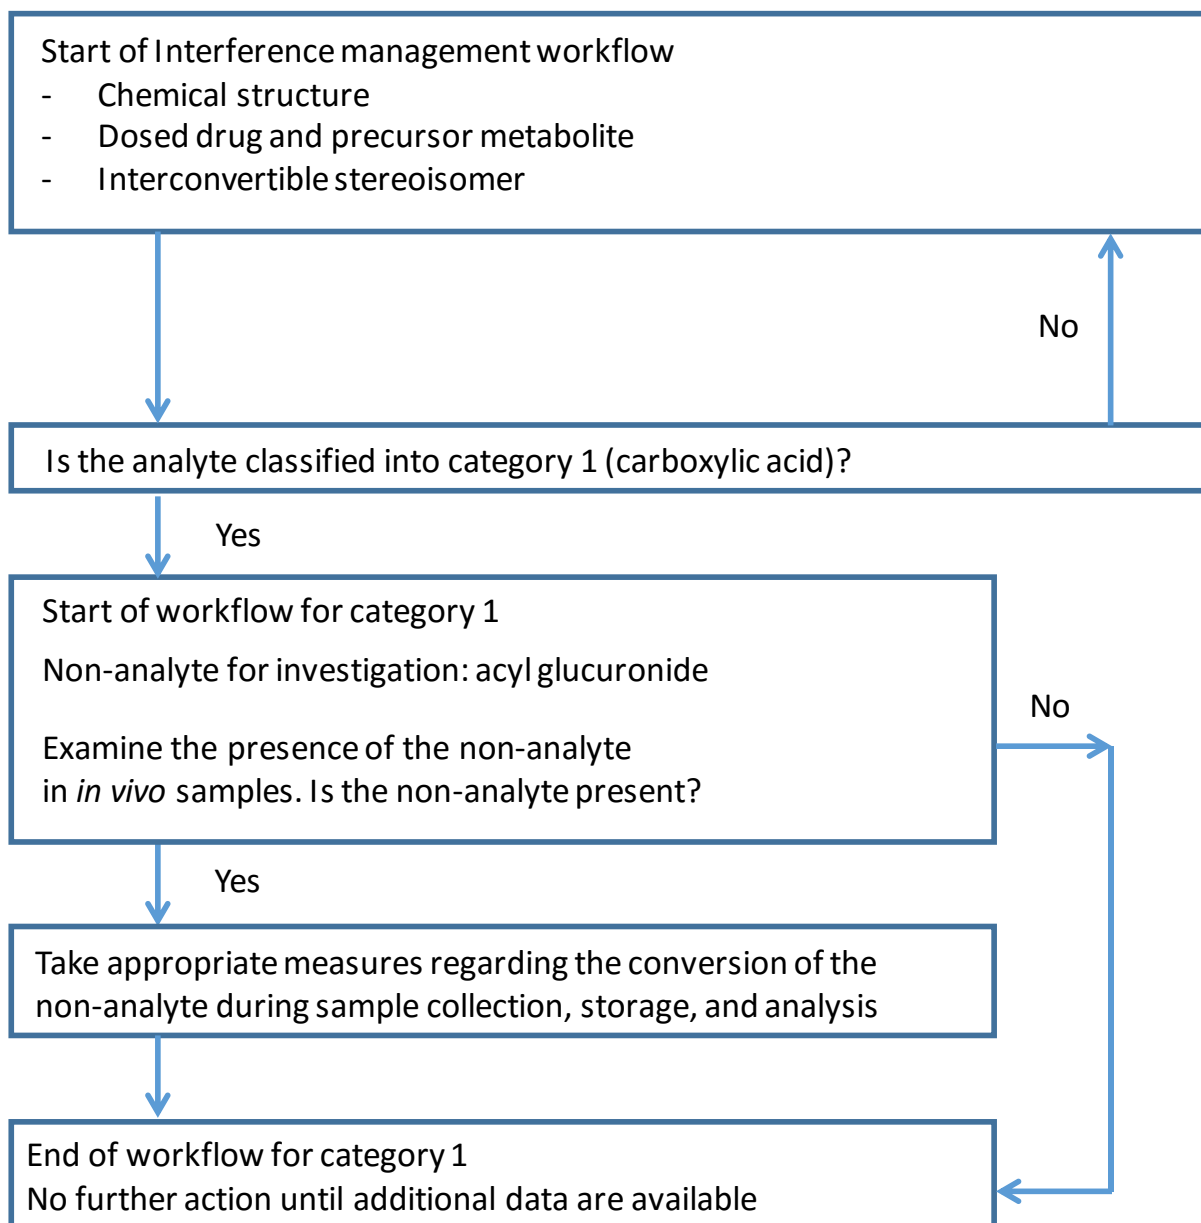 Start of Interference management workflow
- Chemical structure
- Dosed drug and precursor metabolite
- Interconvertible stereoisomer
No
Is the analyte classified into category 1 (carboxylic acid)?
Yes
Start of workflow for category 1
Non-analyte for investigation: acyl glucuronide
No
Examine the presence of the non-analyte
in in vivo samples. Is the non-analyte present?
Yes
Take appropriate measures regarding the conversion of the
non-analyte during sample collection, storage, and analysis
End of workflow for category 1
No further action until additional data are available